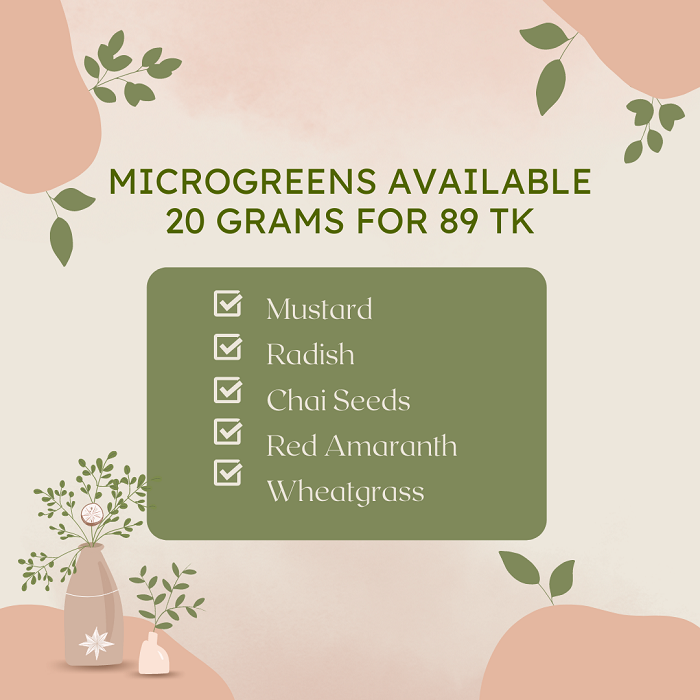 MICROGREENS AVAILABLE
20 GRAMS FOR 89 TK
Mustard
Radish
Chai Seeds
Red Amaranth
Wheatgrass